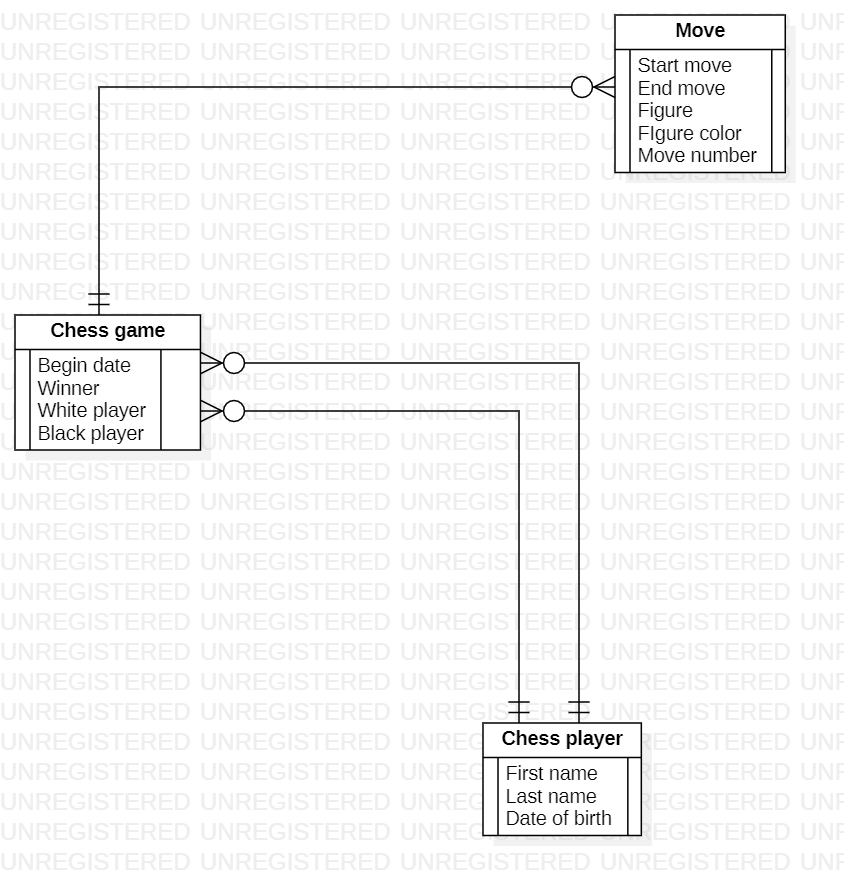 Move
Start move
End move
Figure
FIgure color
Move number
Chess game
Begin date
Winner
White player
Black player
Chess player
First name
Last name
Date of birth
UNREGISTERED UNREGISTERED UNREGISTERED UNREGISTERED UNR